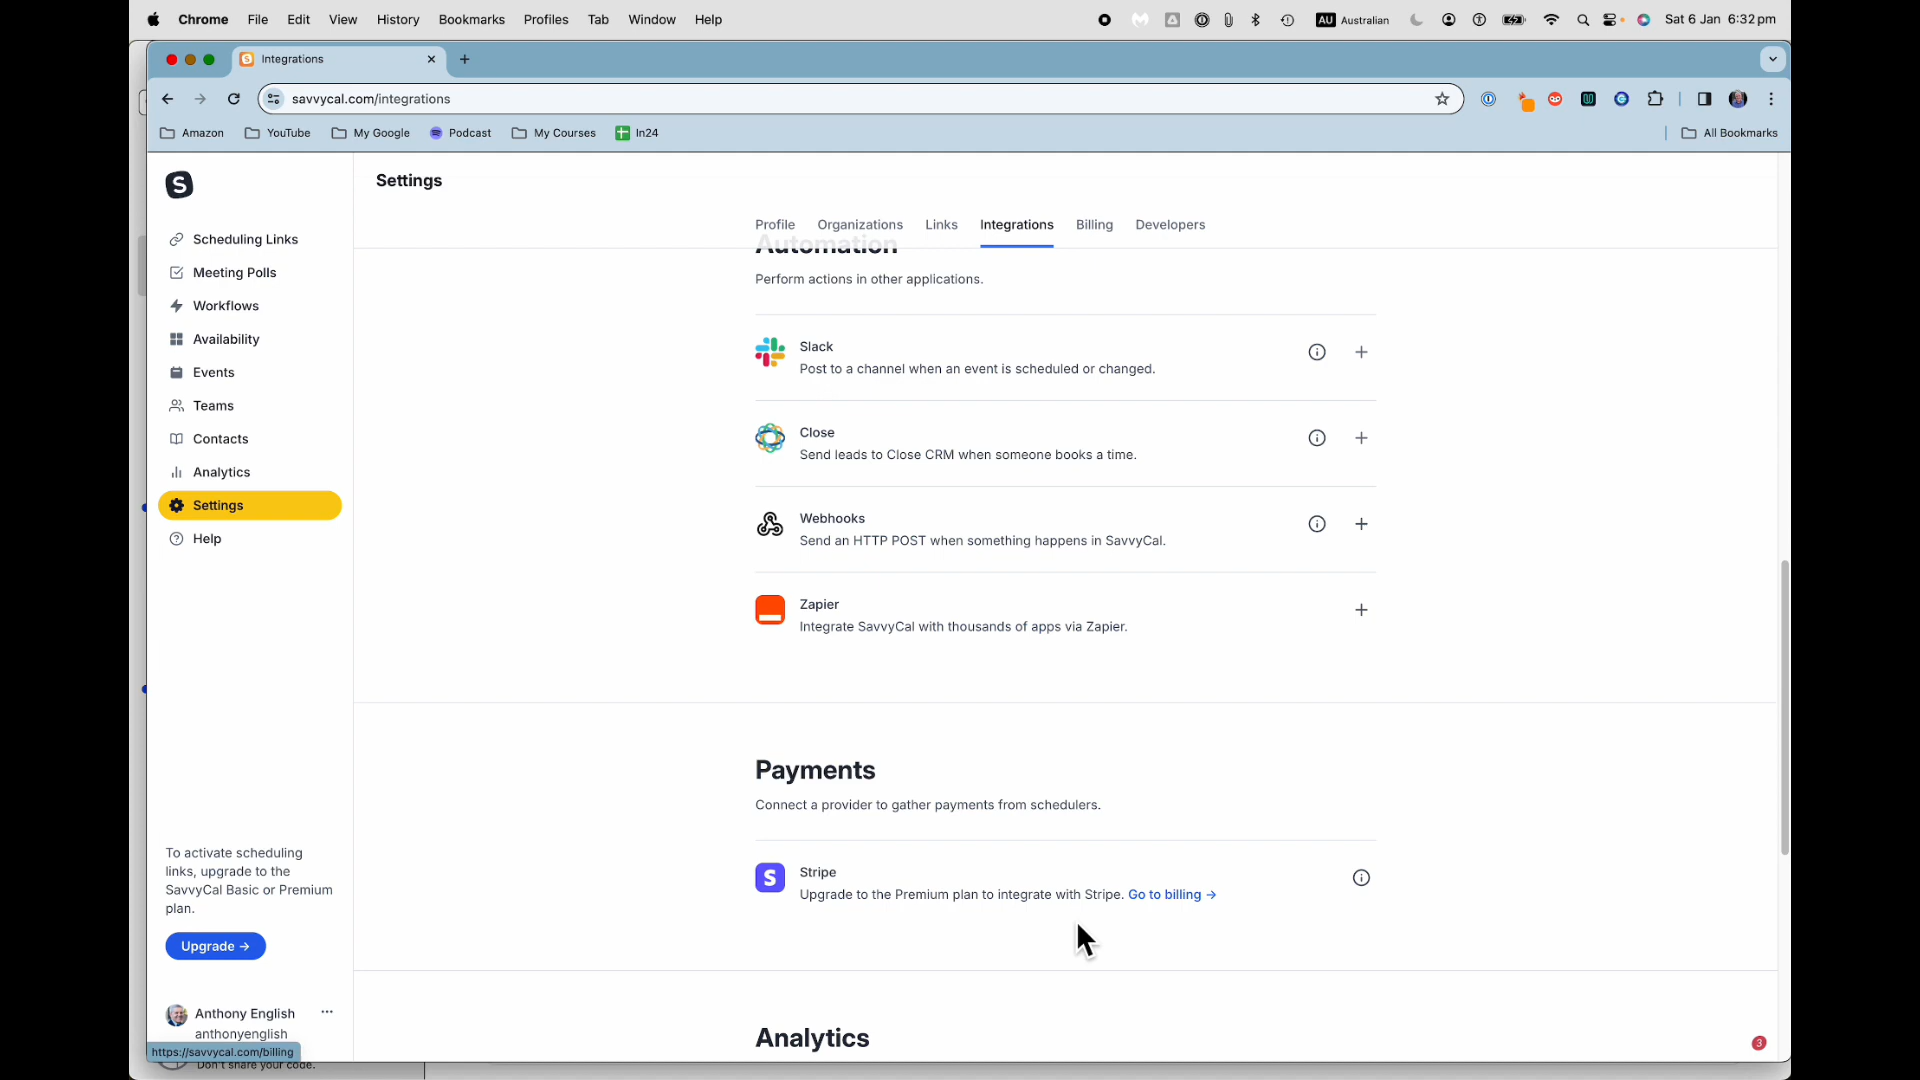 Chrome File Edit View History Bookmarks Profiles Tab Window Help AU Australian Sat 6 Jan 6:32 pm
Integrations
savvycal.com/integrations
Amazon YouTube My Google Podcast My Courses In24 All Bookmarks
S
Settings
Profile Organizations Links Integrations Billing Developers
Scheduling Links
Meeting Polls
Workflows
Availability
Events
Teams
Contacts
Analytics
Settings
Help
Automation
Perform actions in other applications.
Slack
Post to a channel when an event is scheduled or changed.
Close
Send leads to Close CRM when someone books a time.
Webhooks
Send an HTTP POST when something happens in SavvyCal.
Zapier
Integrate SavvyCal with thousands of apps via Zapier.
Payments
Connect a provider to gather payments from schedulers.
S
Stripe
Upgrade to the Premium plan to integrate with Stripe. Go to billing →
Analytics
To activate scheduling
links, upgrade to the
SavvyCal Basic or Premium
plan.
Upgrade →
Anthony English ...
anthonyenglish
https://savvycal.com/billing
Don't share your code.
3